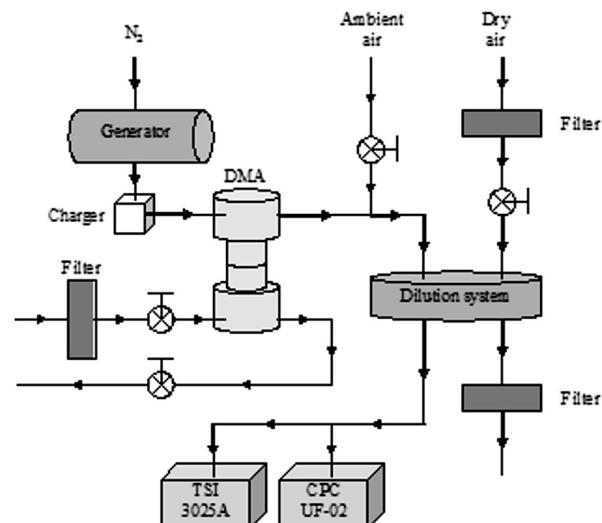 N₂
Ambient
air
Dry
air
Generator
Filter
DMA
Charger
Filter
Dilution system
Filter
TSI
3025A
CPC
UF-02